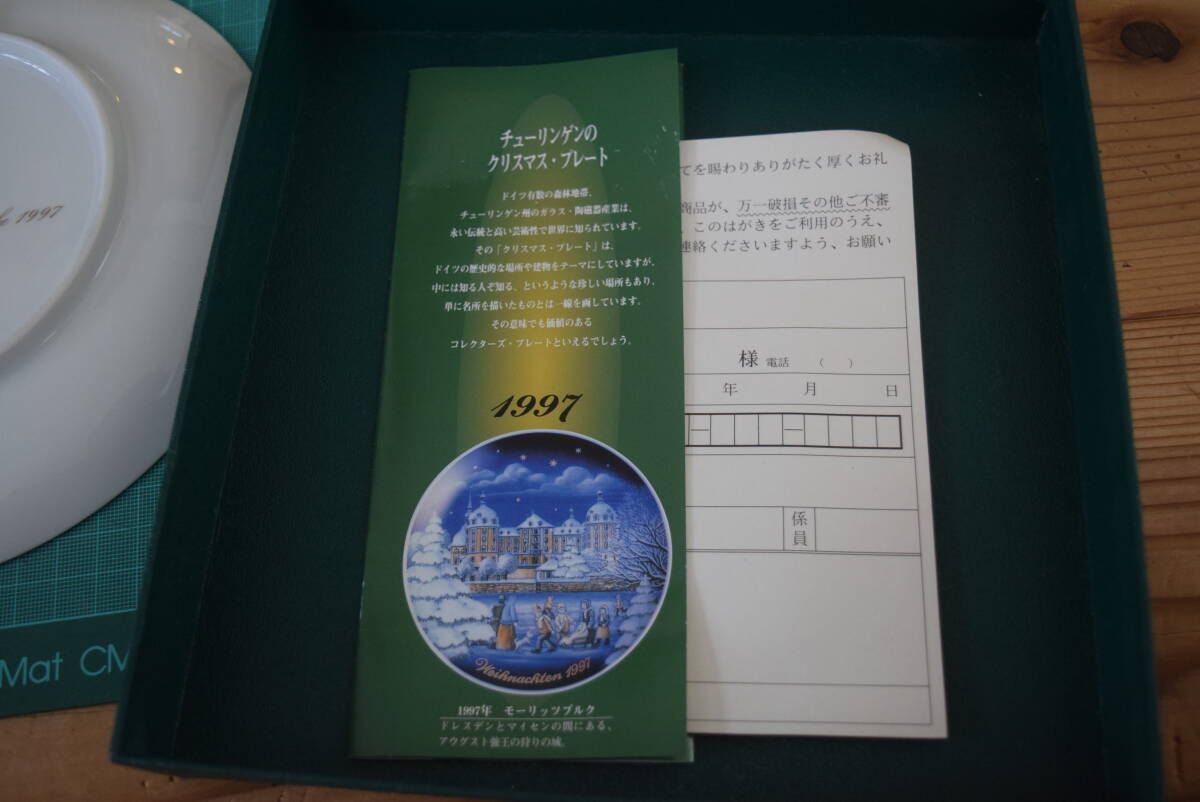 チューリンゲンの
クリスマス・プレート
ドイツ有数の森林地帯、
チューリンゲン州のガラス・陶磁器産業は、
永い伝統と高い芸術性で世界に知られています。
その「クリスマス・プレート」は、
ドイツの歴史的な場所や建物をテーマにしていますが、
中には知る人ぞ知る、というような珍しい場所もあり、
単に名所を描いたものとは一線を画しています。
その意味でも価値のある
コレクターズ・プレートといえるでしょう。
1997
Weihnachten 1997
1997年 モーリッツブルク
ドレスデンとマイセンの間にある、
アウグスト強王の狩りの城。
てを賜わりありがたく厚くお礼
商品が、万一破損その他ご不審
、このはがきをご利用のうえ、
連絡くださいますよう、お願い
様 電話 ( )
年 月 日
係員
1997
Mat CM